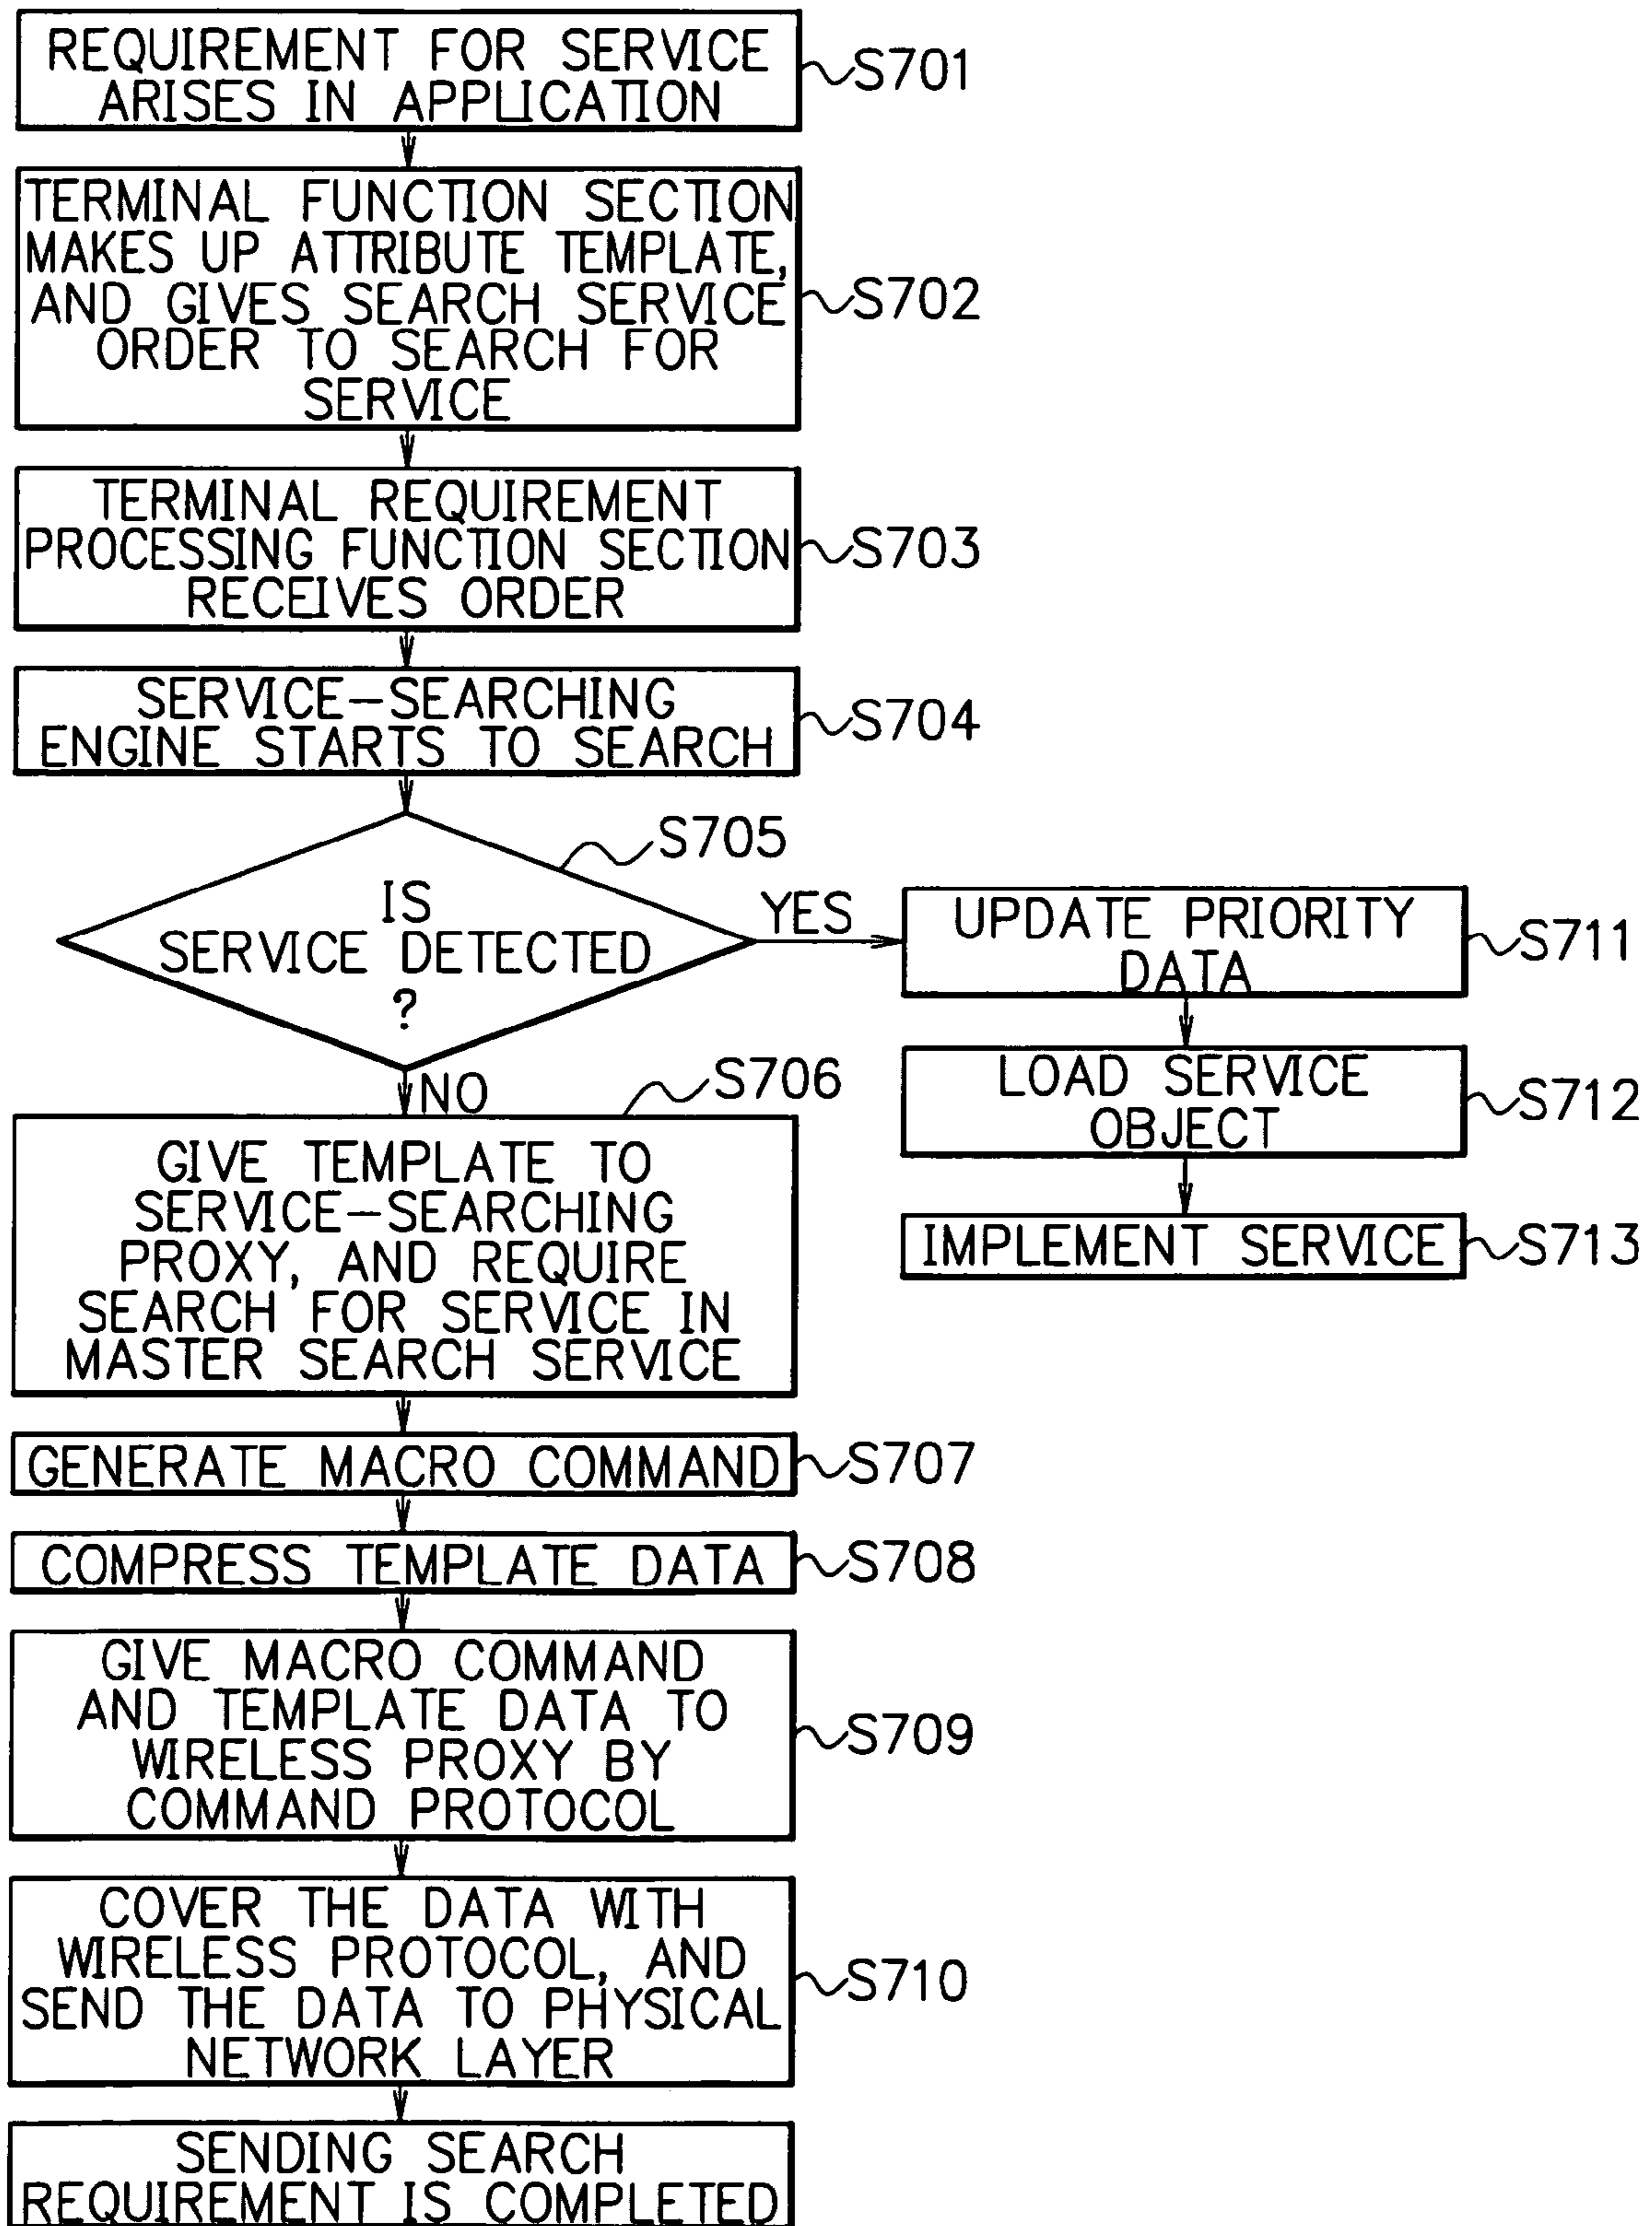 REQUIREMENT FOR SERVICE
ARISES IN APPLICATION
S701
TERMINAL FUNCTION SECTION
MAKES UP ATTRIBUTE TEMPLATE,
AND GIVES SEARCH SERVICE
ORDER TO SEARCH FOR
SERVICE
S702
TERMINAL REQUIREMENT
PROCESSING FUNCTION SECTION
RECEIVES ORDER
S703
SERVICE-SEARCHING
ENGINE STARTS TO SEARCH
S704
IS
SERVICE DETECTED
?
S705
YES
UPDATE PRIORITY
DATA
S711
LOAD SERVICE
OBJECT
S712
IMPLEMENT SERVICE
S713
NO
S706
GIVE TEMPLATE TO
SERVICE-SEARCHING
PROXY, AND REQUIRE
SEARCH FOR SERVICE IN
MASTER SEARCH SERVICE
GENERATE MACRO COMMAND
S707
COMPRESS TEMPLATE DATA
S708
GIVE MACRO COMMAND
AND TEMPLATE DATA TO
WIRELESS PROXY BY
COMMAND PROTOCOL
S709
COVER THE DATA WITH
WIRELESS PROTOCOL, AND
SEND THE DATA TO PHYSICAL
NETWORK LAYER
S710
SENDING SEARCH
REQUIREMENT IS COMPLETED